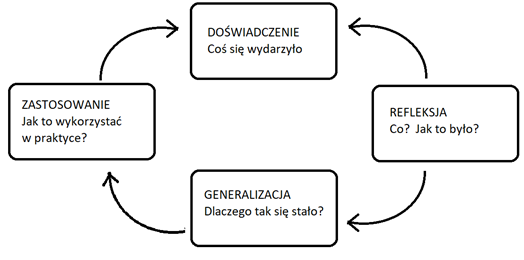 DOŚWIADCZENIE
Coś się wydarzyło
REFLEKSJA
Co?  Jak to było?
GENERALIZACJA
Dlaczego tak się stało?
ZASTOSOWANIE
Jak to wykorzystać
w praktyce?